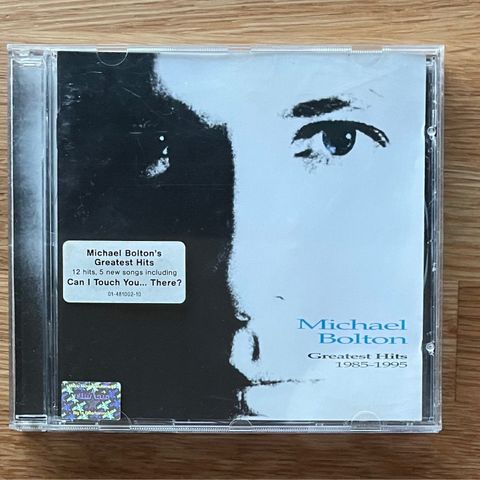 Michael Bolton's
Greatest Hits
12 hits, 5 new songs including
Can I Touch You... There?
01-481002-10
Michael
Bolton
Greatest Hits
1985-1995